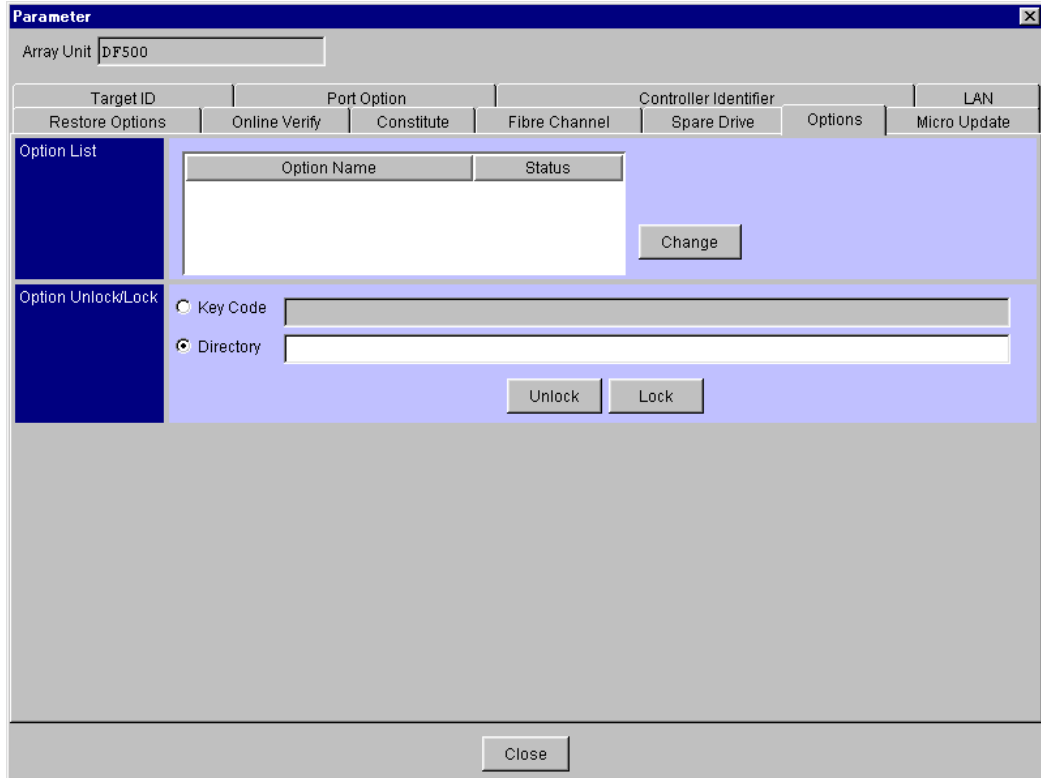 Parameter
Array Unit DF500
Target ID Port Option Controller Identifier LAN
Restore Options Online Verify Constitute Fibre Channel Spare Drive Options Micro Update
Option List
Option Name Status
Change
Option Unlock/Lock
Key Code
Directory
Unlock Lock
Close